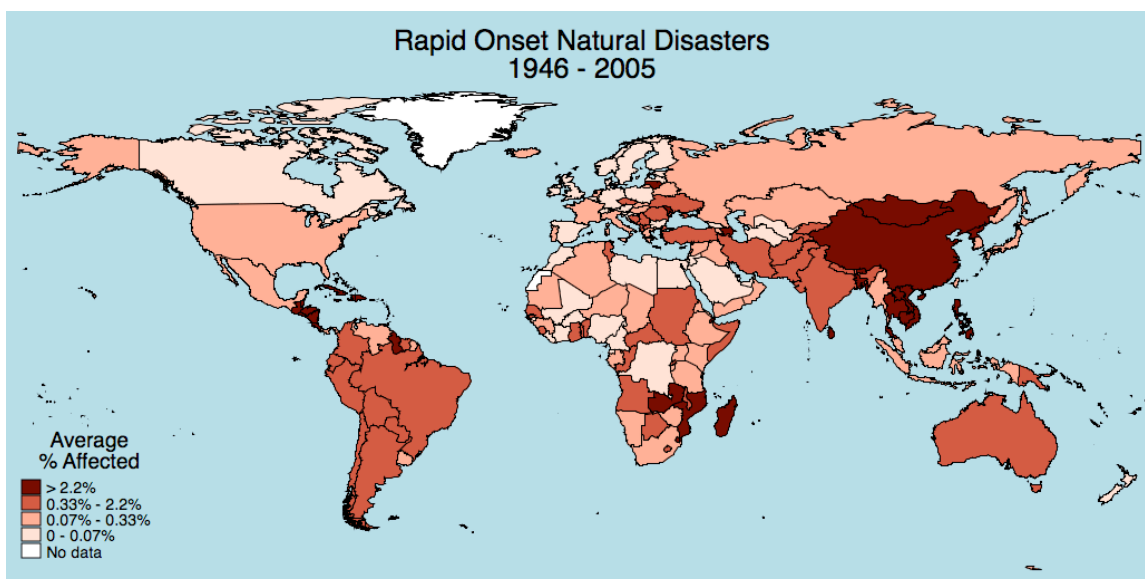 Rapid Onset Natural Disasters
1946 - 2005
Average
% Affected
> 2.2%
0.33% - 2.2%
0.07% - 0.33%
0 - 0.07%
No data